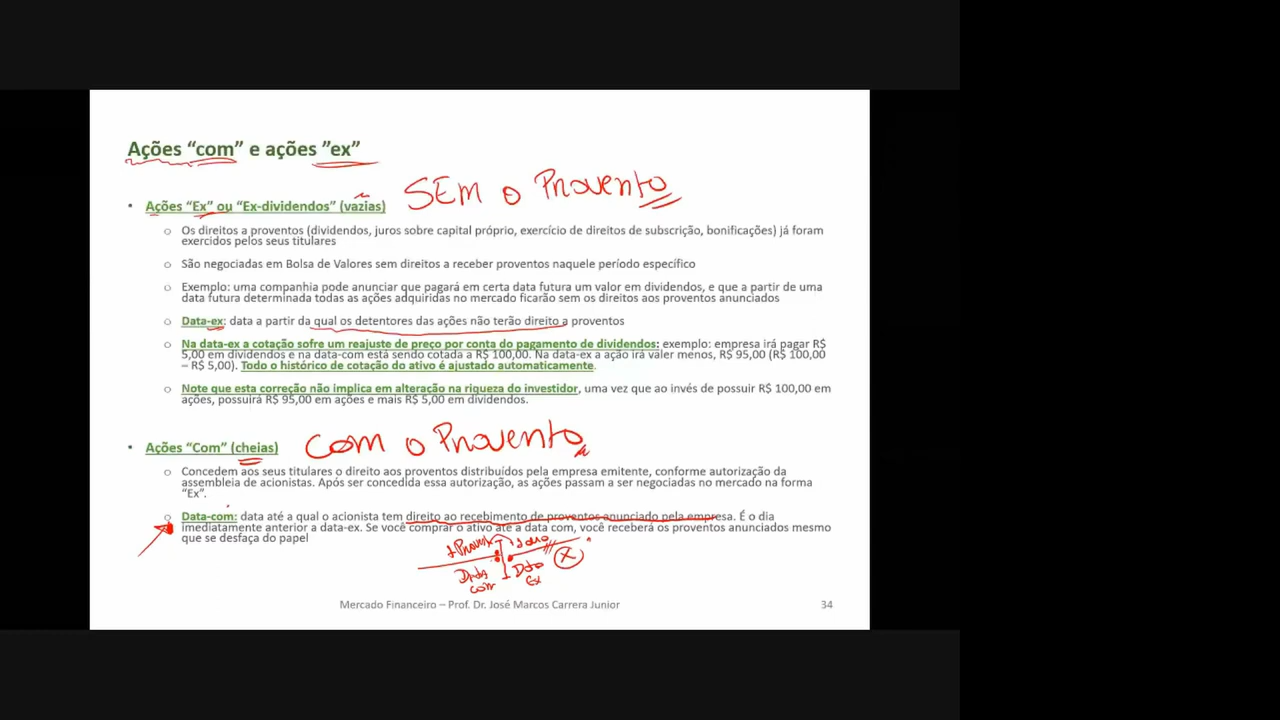 Ações “com” e ações ”ex”
• Ações “Ex” ou “Ex-dividendos” (vazias) SEM o Provento
o Os direitos a proventos (dividendos, juros sobre capital próprio, exercício de direitos de subscrição, bonificações) já foram
exercidos pelos seus titulares
o São negociadas em Bolsa de Valores sem direitos a receber proventos naquele período específico
o Exemplo: uma companhia pode anunciar que pagará em certa data futura um valor em dividendos, e que a partir de uma
data futura determinada todas as ações adquiridas no mercado ficarão sem os direitos aos proventos anunciados
o Data-ex: data a partir da qual os detentores das ações não terão direito a proventos
o Na data-ex a cotação sofre um reajuste de preço por conta do pagamento de dividendos: exemplo: empresa irá pagar R$
5,00 em dividendos e na data-com está sendo cotada a R$ 100,00. Na data-ex a ação irá valer menos, R$ 95,00 (R$ 100,00
– R$ 5,00). Todo o histórico de cotação do ativo é ajustado automaticamente.
o Note que esta correção não implica em alteração na riqueza do investidor, uma vez que ao invés de possuir R$ 100,00 em
ações, possuirá R$ 95,00 em ações e mais R$ 5,00 em dividendos.
• Ações “Com” (cheias) com o Provento
o Concedem aos seus titulares o direito aos proventos distribuídos pela empresa emitente, conforme autorização da
assembleia de acionistas. Após ser concedida essa autorização, as ações passam a ser negociadas no mercado na forma
“Ex”.
o Data-com: data até a qual o acionista tem direito ao recebimento de proventos anunciado pela empresa. É o dia
imediatamente anterior a data-ex. Se você comprar o ativo até a data com, você receberá os proventos anunciados mesmo
que se desfaça do papel
Data Data
com Ex
Mercado Financeiro – Prof. Dr. José Marcos Carrera Junior 34